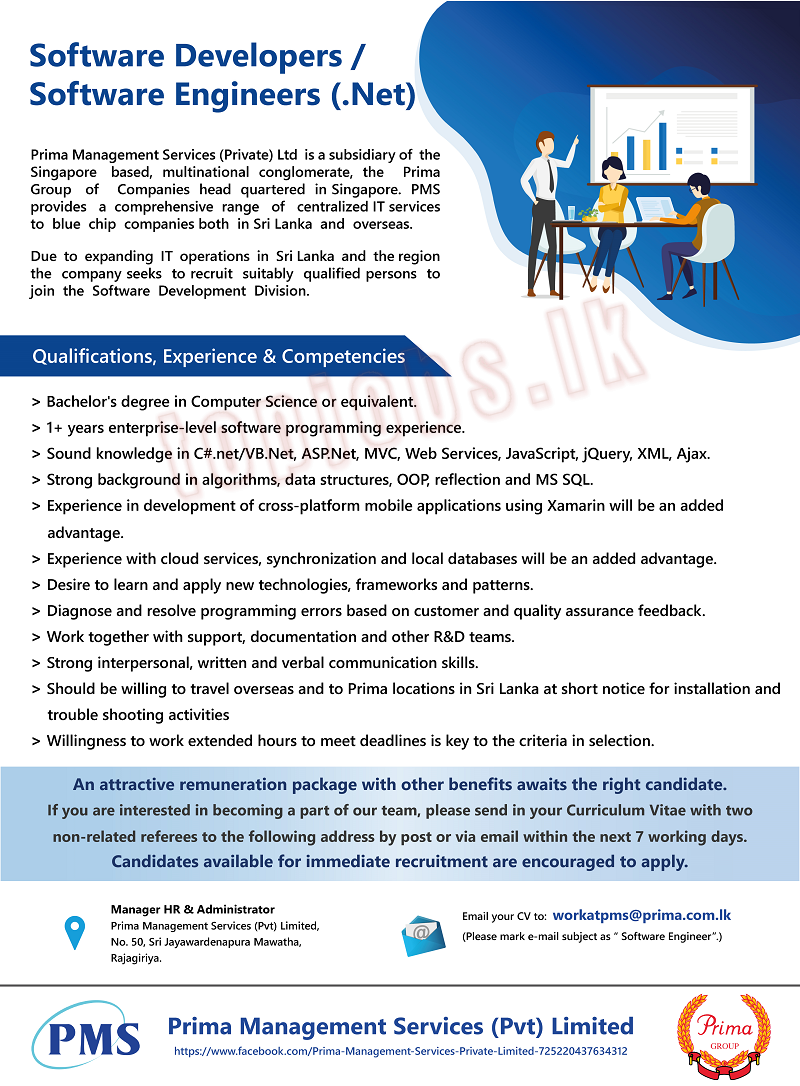 Software Developers /
Software Engineers (.Net)
Prima Management Services (Private) Ltd is a subsidiary of the
Singapore based, multinational conglomerate, the Prima
Group of Companies head quartered in Singapore. PMS
provides a comprehensive range of centralized IT services
to blue chip companies both in Sri Lanka and overseas.
Due to expanding IT operations in Sri Lanka and the region
the company seeks to recruit suitably qualified persons to
join the Software Development Division.
topjobs.lk
Qualifications, Experience & Competencies
> Bachelor's degree in Computer Science or equivalent.
> 1+ years enterprise-level software programming experience.
> Sound knowledge in C#.net/VB.Net, ASP.Net, MVC, Web Services, JavaScript, jQuery, XML, Ajax.
> Strong background in algorithms, data structures, OOP, reflection and MS SQL.
> Experience in development of cross-platform mobile applications using Xamarin will be an added
advantage.
> Experience with cloud services, synchronization and local databases will be an added advantage.
> Desire to learn and apply new technologies, frameworks and patterns.
> Diagnose and resolve programming errors based on customer and quality assurance feedback.
> Work together with support, documentation and other R&D teams.
> Strong interpersonal, written and verbal communication skills.
> Should be willing to travel overseas and to Prima locations in Sri Lanka at short notice for installation and
trouble shooting activities
> Willingness to work extended hours to meet deadlines is key to the criteria in selection.
An attractive remuneration package with other benefits awaits the right candidate.
If you are interested in becoming a part of our team, please send in your Curriculum Vitae with two
non-related referees to the following address by post or via email within the next 7 working days.
Candidates available for immediate recruitment are encouraged to apply.
Manager HR & Administrator
Prima Management Services (Pvt) Limited,
No. 50, Sri Jayawardenapura Mawatha,
Rajagiriya.
@
Email your CV to: workatpms@prima.com.lk
(Please mark e-mail subject as “ Software Engineer”.)
PMS
Prima Management Services (Pvt) Limited
https://www.facebook.com/Prima-Management-Services-Private-Limited-725220437634312
Prima
GROUP